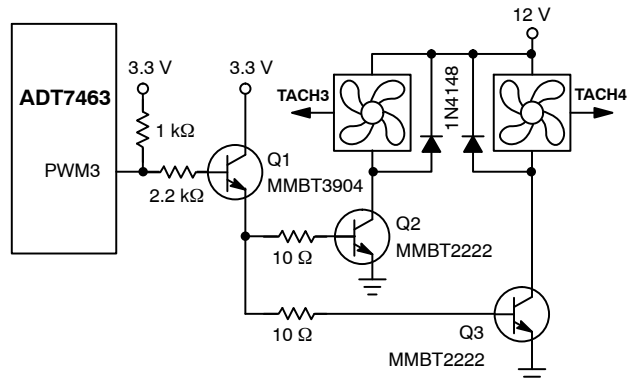 12 V
3.3 V
3.3 V
TACH3
1N4148
TACH4
ADT7463
1 kΩ
Q1
PWM3
2.2 kΩ
MMBT3904
Q2
10 Ω
MMBT2222
10 Ω
Q3
MMBT2222